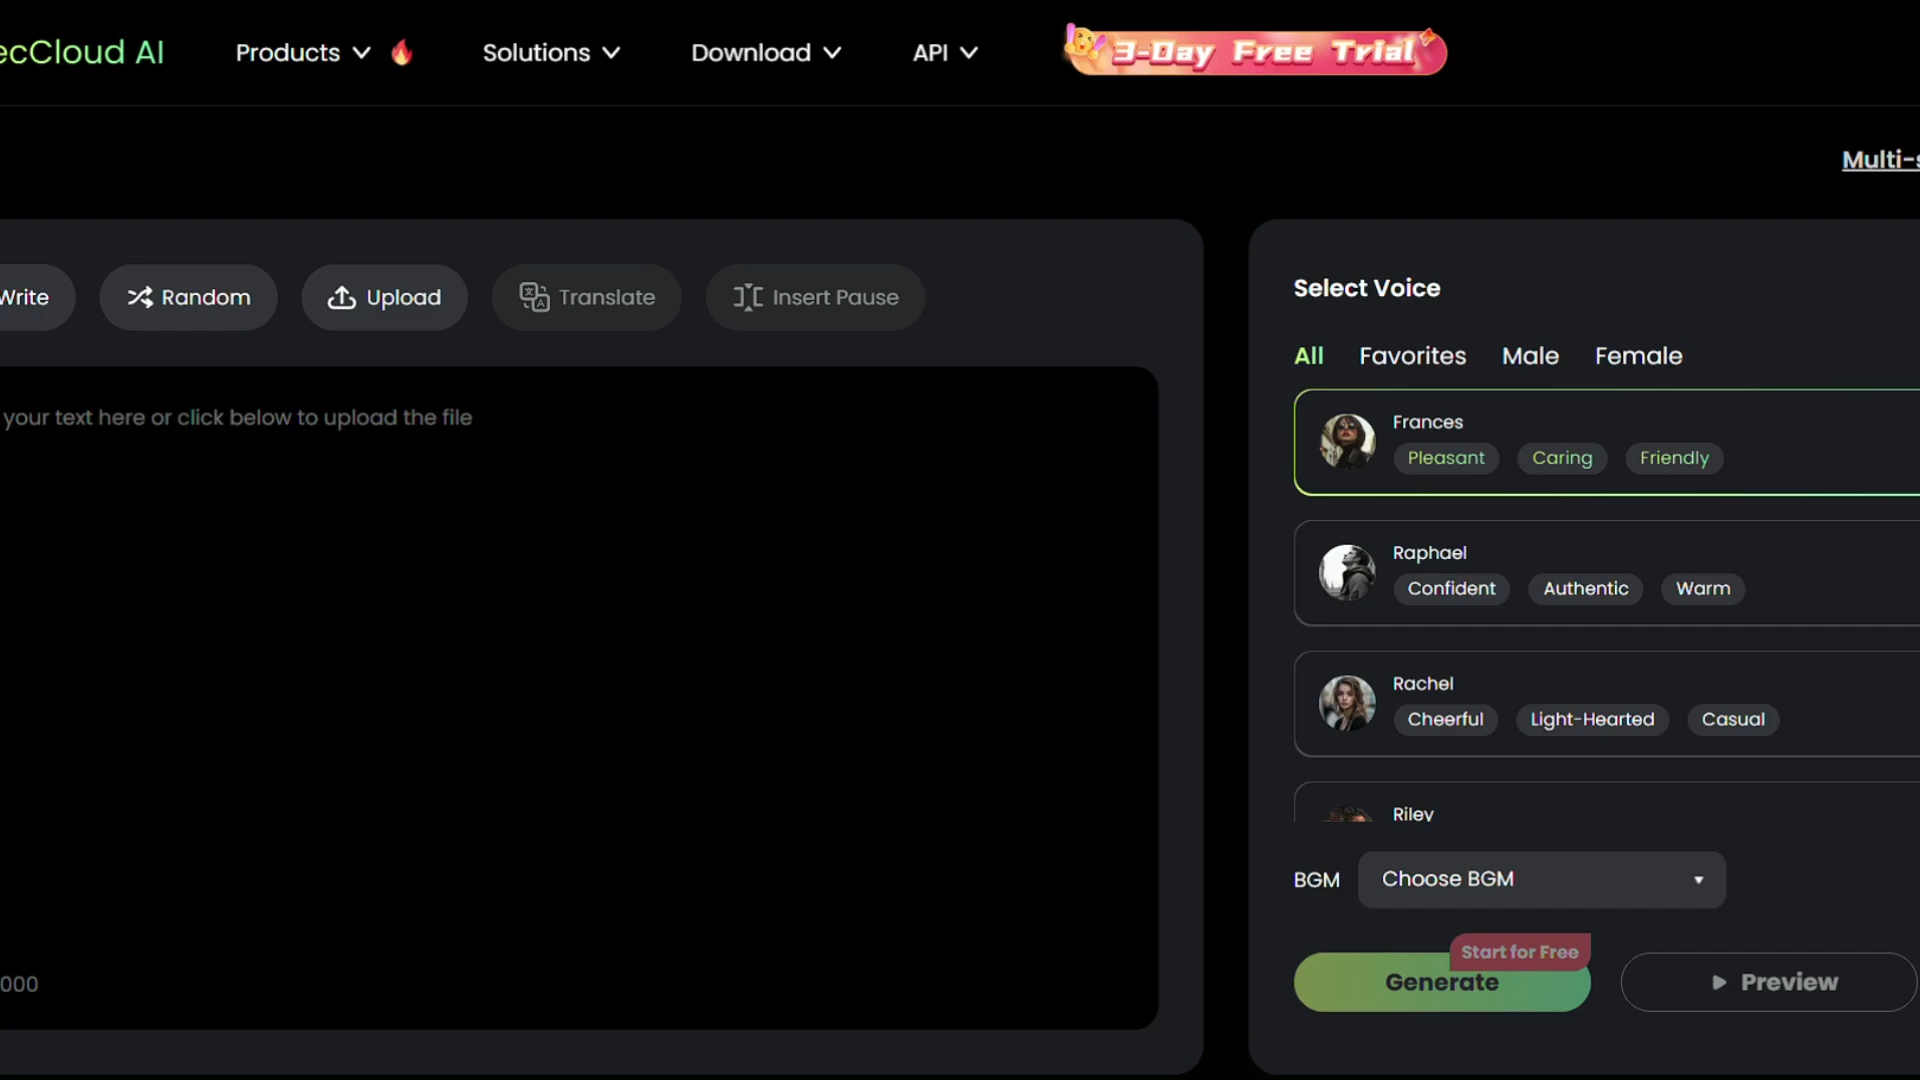 ecCloud AI
Products
Solutions
Download
API
3-Day Free Trial
Multi-s
Write
Random
Upload
Translate
Insert Pause
your text here or click below to upload the file
000
Select Voice
All Favorites Male Female
Frances
Pleasant Caring Friendly
Raphael
Confident Authentic Warm
Rachel
Cheerful Light-Hearted Casual
Riley
BGM Choose BGM
Start for Free
Generate
Preview